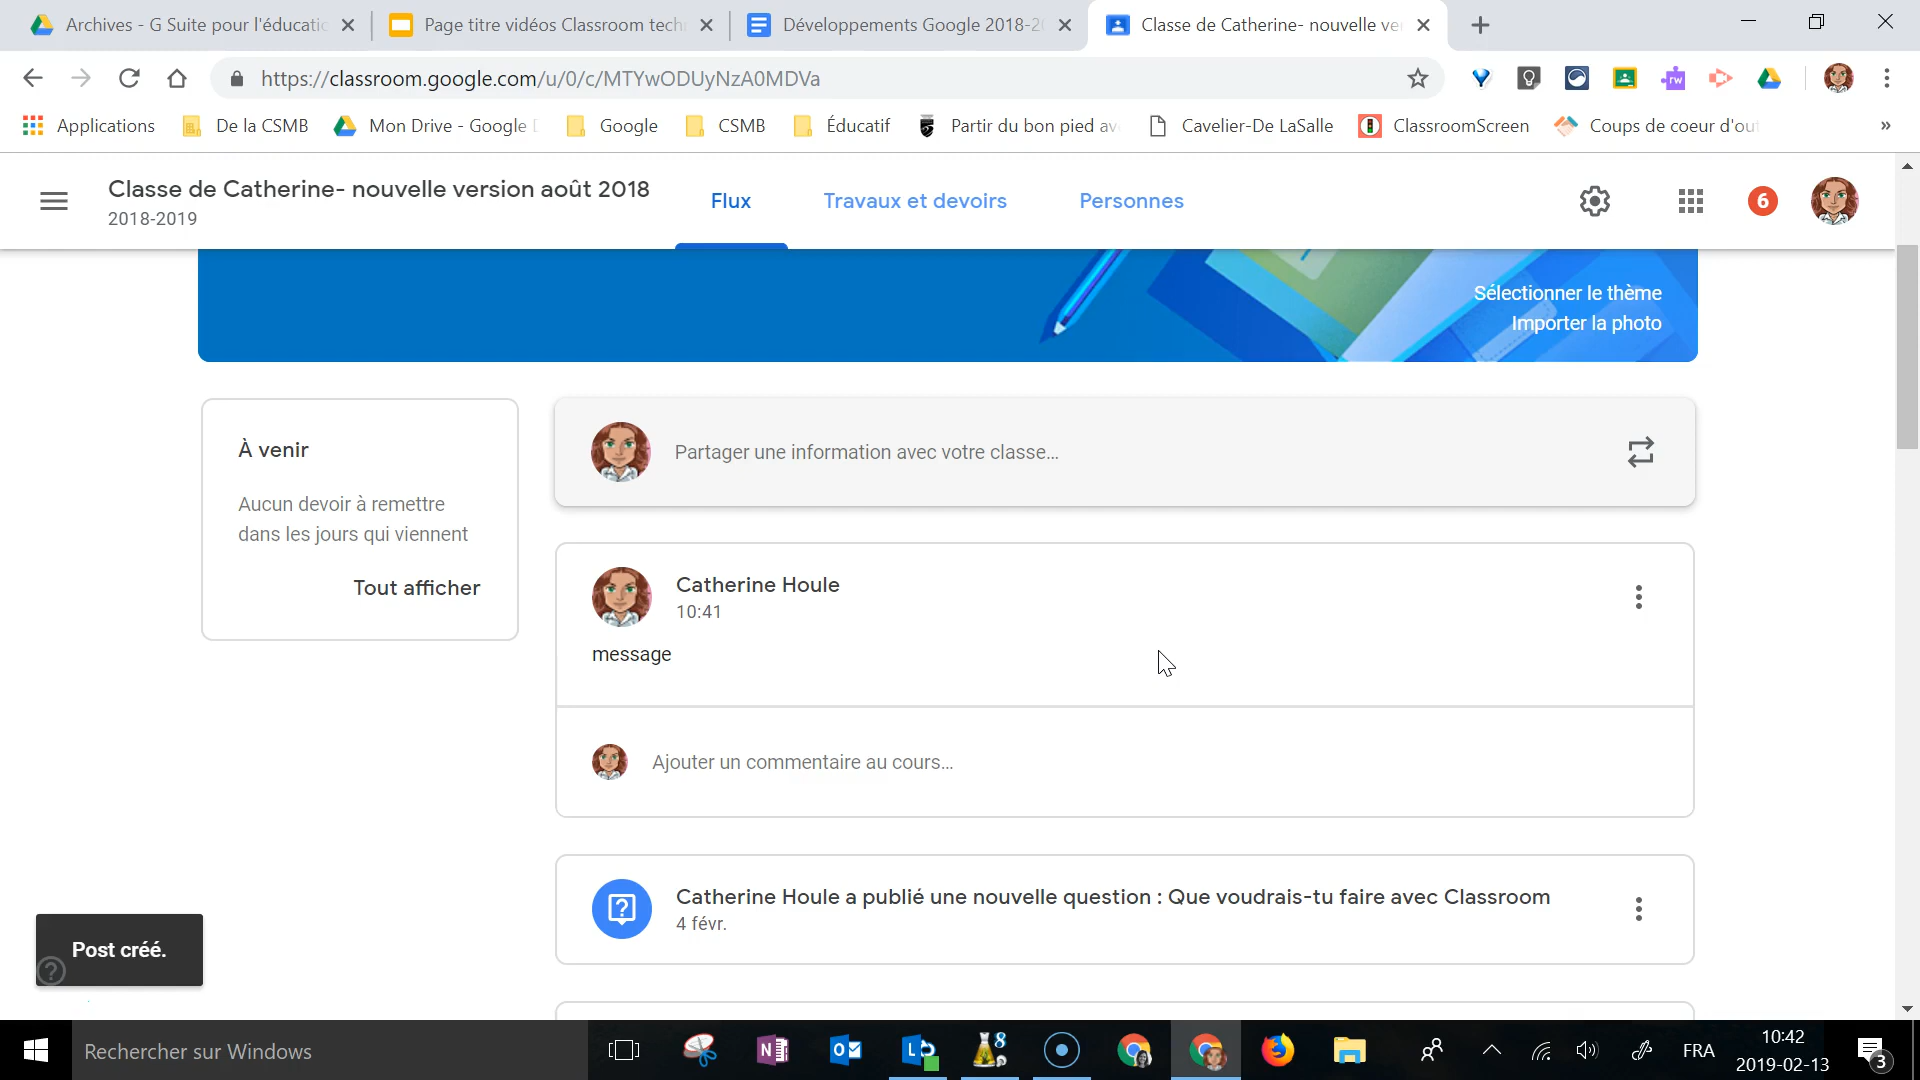 Archives - G Suite pour l'éducati
Page titre vidéos Classroom tech
Développements Google 2018-2
Classe de Catherine- nouvelle ve
https://classroom.google.com/u/0/c/MTYwODUyNzA0MDVa
rw
Applications
De la CSMB
Mon Drive - Google
Google
CSMB
Éducatif
Partir du bon pied av
Cavelier-De LaSalle
ClassroomScreen
Coups de coeur d'ou
»
Classe de Catherine- nouvelle version août 2018
2018-2019
Flux
Travaux et devoirs
Personnes
6
Sélectionner le thème
Importer la photo
À venir
Aucun devoir à remettre
dans les jours qui viennent
Tout afficher
Partager une information avec votre classe…
Catherine Houle
10:41
message
Ajouter un commentaire au cours…
Catherine Houle a publié une nouvelle question : Que voudrais-tu faire avec Classroom
4 févr.
Post créé.
Rechercher sur Windows
FRA
10:42
2019-02-13
3